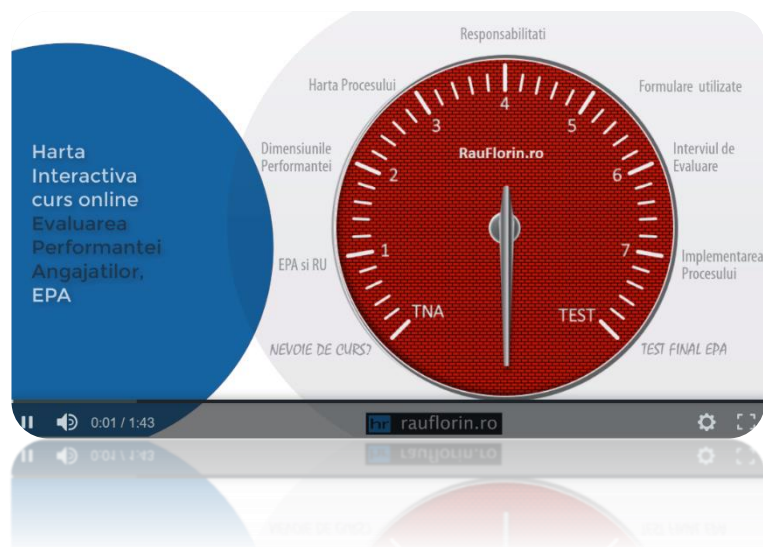 Harta
Interactiva
curs online
Evaluarea
Performantei
Angajatilor.
EPA
Responsabilitati
Harta Procesului
Formulare utilizate
Dimensiunile
Performantei
Interviul de
Evaluare
EPA si RU
Implementarea
Procesului
NEVOIE DE CURS?
TEST FINAL EPA
RauFlorin.ro
TNA
1
2
3
4
5
6
7
TEST
0:01 / 1:43
hr rauflorin.ro